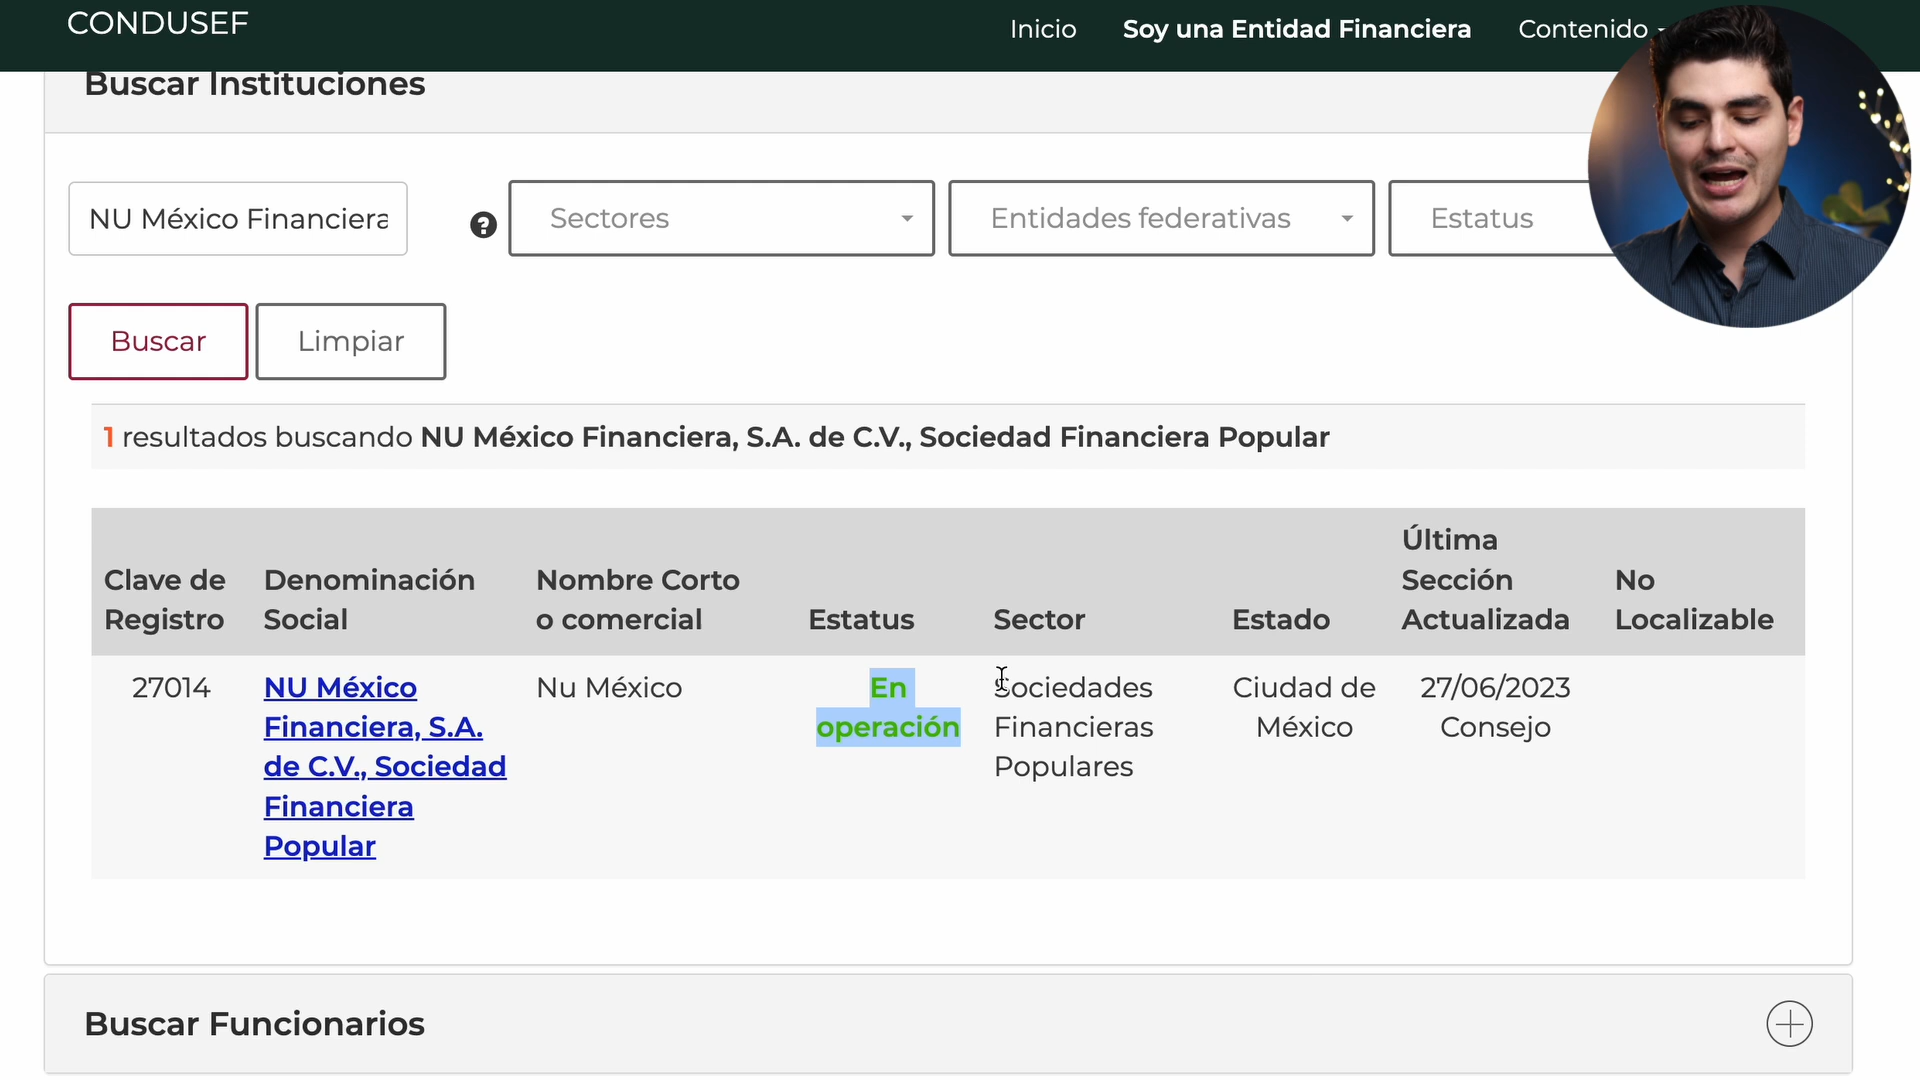 CONDUSEF
Inicio
Soy una Entidad Financiera
Contenido
Buscar Instituciones
NU México Financiera
?
Sectores
Entidades federativas
Estatus
Buscar
Limpiar
1 resultados buscando NU México Financiera, S.A. de C.V., Sociedad Financiera Popular
Clave de
Registro
Denominación
Social
Nombre Corto
o comercial
Estatus
Sector
Estado
Última
Sección
Actualizada
No
Localizable
27014
NU México
Financiera, S.A.
de C.V., Sociedad
Financiera
Popular
Nu México
En
operación
Sociedades
Financieras
Populares
Ciudad de
México
27/06/2023
Consejo
Buscar Funcionarios